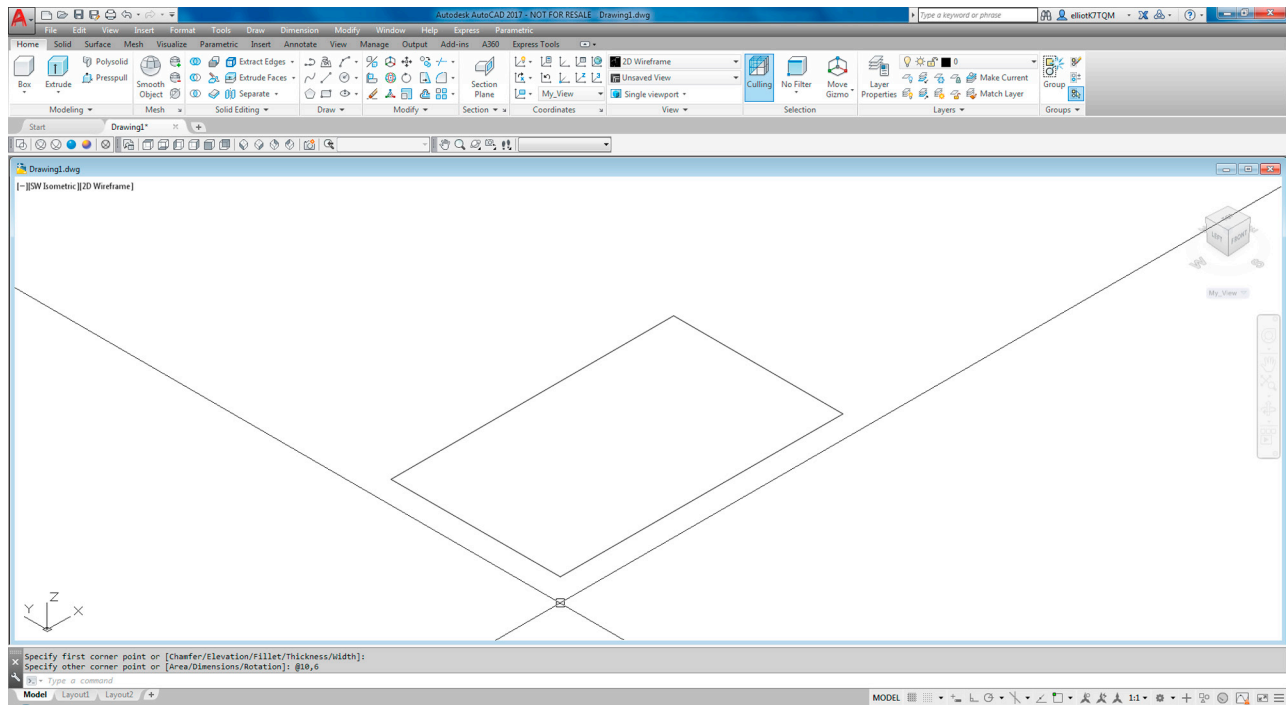 Autodesk AutoCAD 2017 - NOT FOR RESALE Drawing1.dwg
Type a keyword or phrase
elliotK7TQM
File Edit View Insert Format Tools Draw Dimension Modify Window Help Express Parametric
Home Solid Surface Mesh Visualize Parametric Insert Annotate View Manage Output Add-ins A360 Express Tools
Box
Extrude
Polysolid
Presspull
Smooth
Object
Extract Edges
Extrude Faces
Separate
Section
Plane
My_View
2D Wireframe
Unsaved View
Single viewport
Culling
No Filter
Move
Gizmo
Layer
Properties
0
Make Current
Match Layer
Group
Modeling Mesh Solid Editing Draw Modify Section Coordinates View Selection Layers Groups
Start Drawing1*
Drawing1.dwg
[−][SW Isometric][2D Wireframe]
LEFT FRONT
My_View
Z
Y X
Specify first corner point or [Chamfer/Elevation/Fillet/Thickness/Width]:
Specify other corner point or [Area/Dimensions/Rotation]: @10,6
Type a command
Model Layout1 Layout2 +
MODEL 1:1